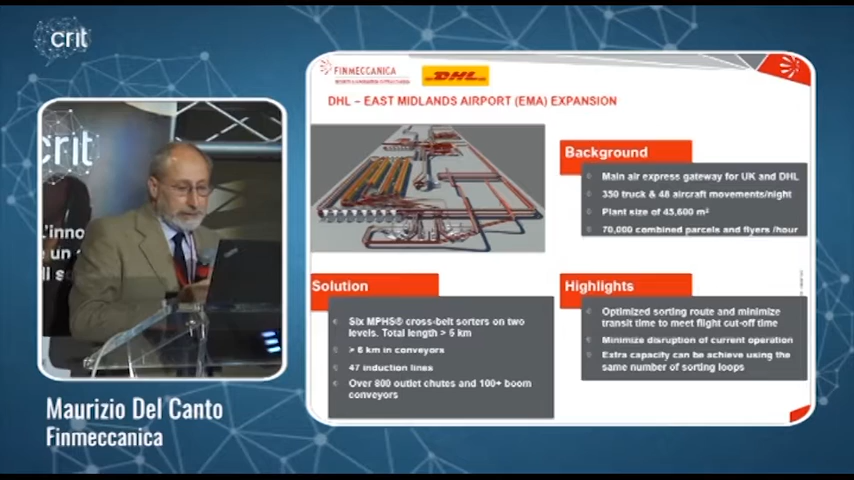 crit
FINMECCANICA
DHL
DHL – EAST MIDLANDS AIRPORT (EMA) EXPANSION
crit
L'inno
e un
di s
Background
Main air express gateway for UK and DHL
350 truck & 48 aircraft movements/night
Plant size of 45,600 m²
70,000 combined parcels and flyers /hour
Solution
Six MPHS® cross-belt sorters on two
levels. Total length > 5 km
> 6 km in conveyors
47 induction lines
Over 800 outlet chutes and 100+ boom
conveyors
Highlights
Optimized sorting route and minimize
transit time to meet flight cut-off time
Minimize disruption of current operation
Extra capacity can be achieve using the
same number of sorting loops
Maurizio Del Canto
Finmeccanica